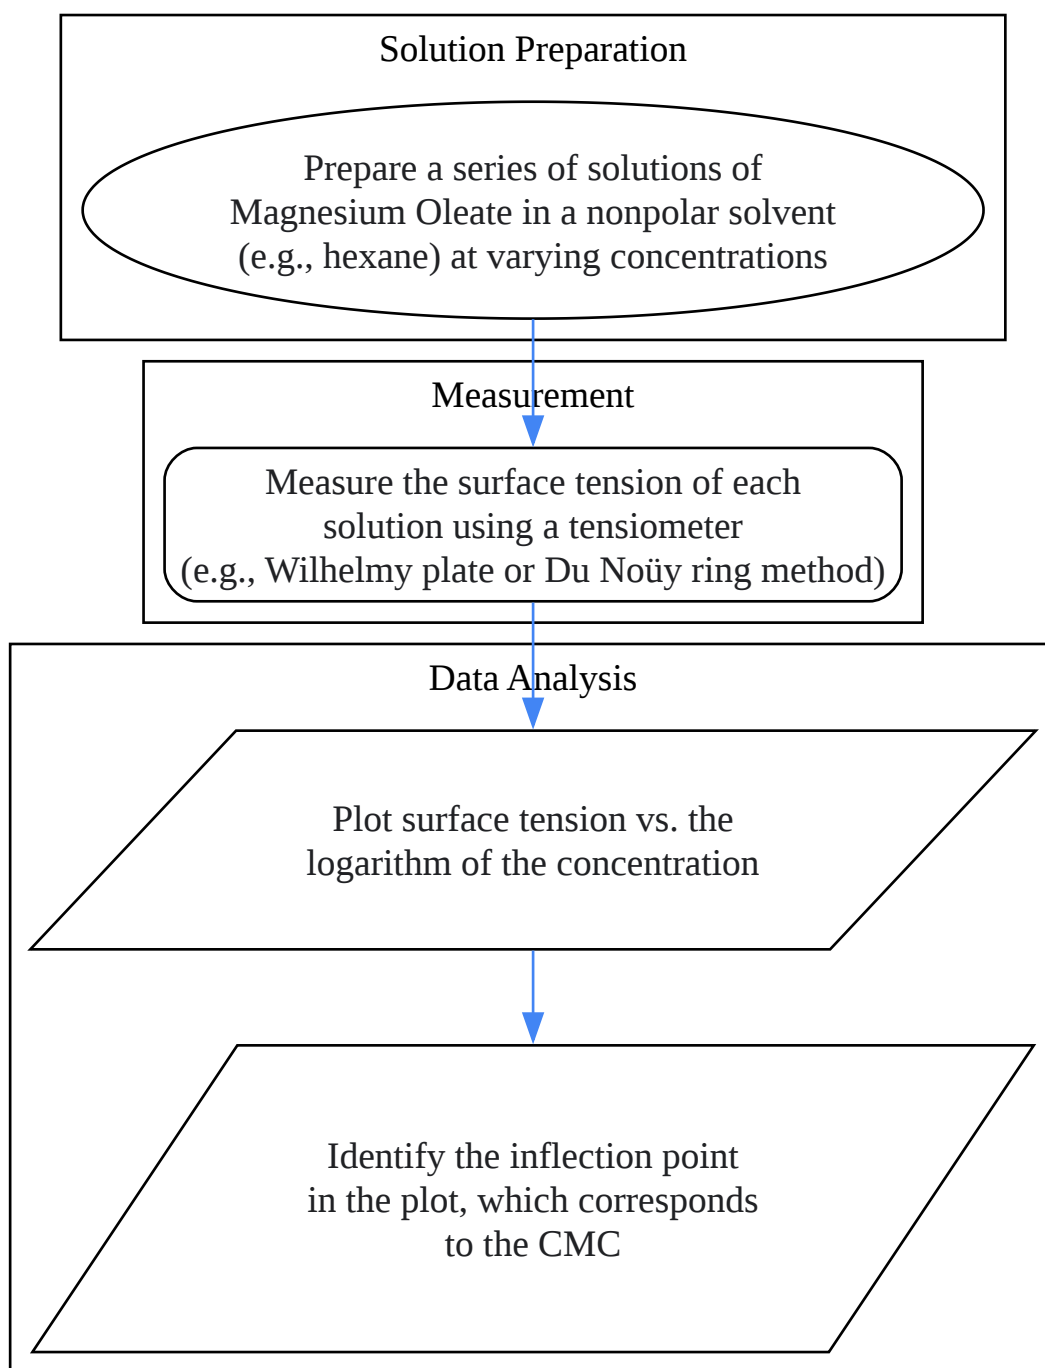 Solution Preparation
Prepare a series of solutions of
Magnesium Oleate in a nonpolar solvent
(e.g., hexane) at varying concentrations
Measurement
Measure the surface tension of each
solution using a tensiometer
(e.g., Wilhelmy plate or Du Noüy ring method)
Data Analysis
Plot surface tension vs. the
logarithm of the concentration
Identify the inflection point
in the plot, which corresponds
to the CMC